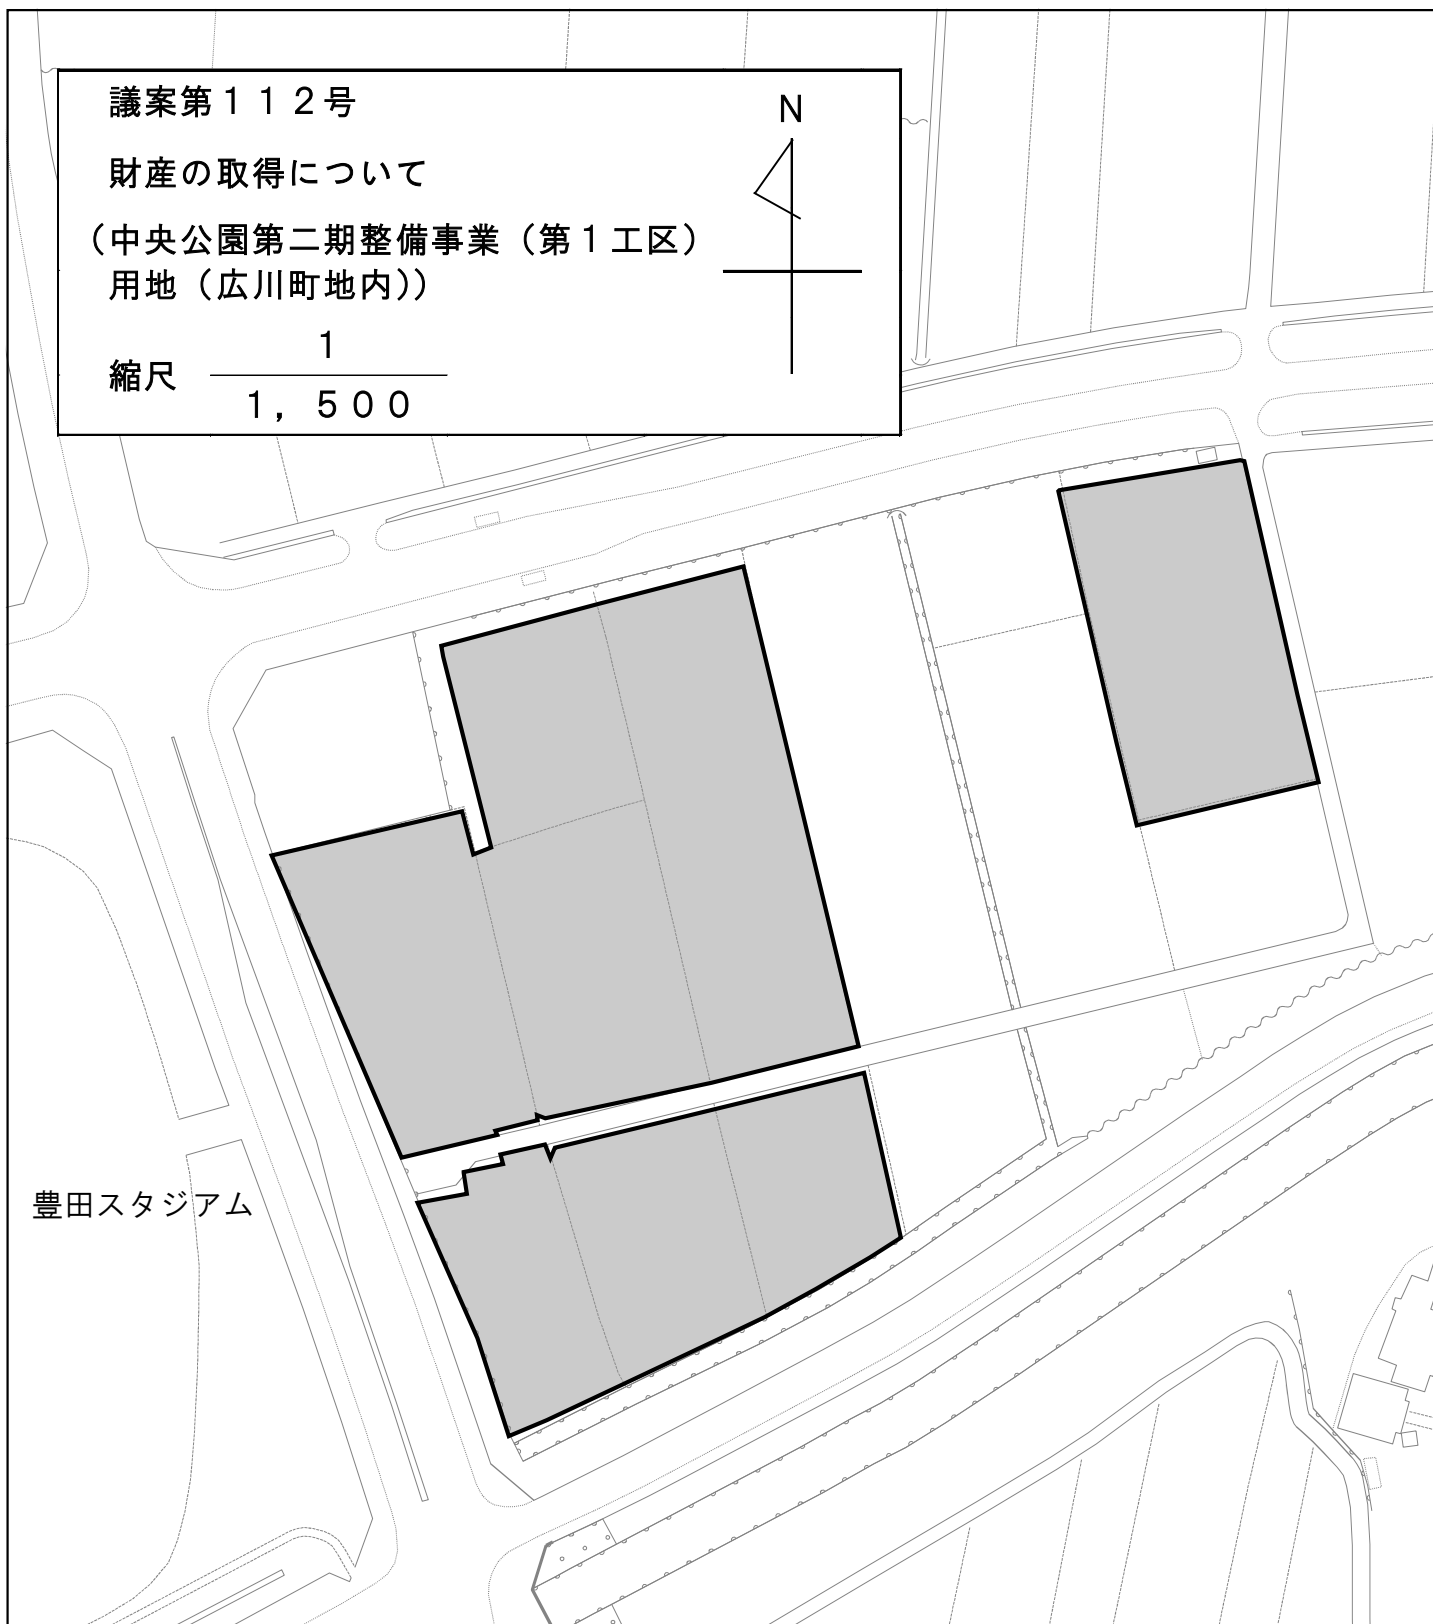 議案第１１２号
N
財産の取得について
（中央公園第二期整備事業（第１工区）
用地（広川町地内））
縮尺 1
1，５００
豊田スタジアム